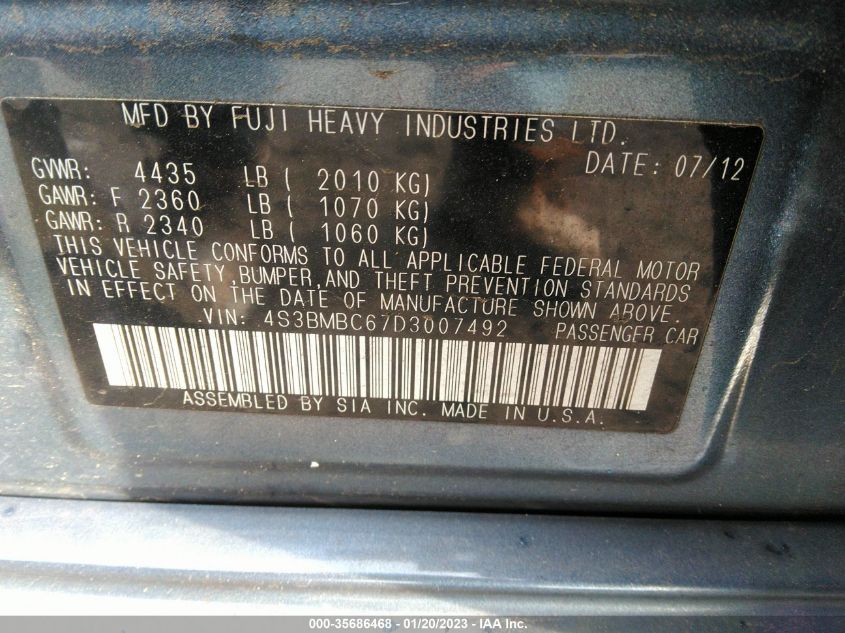 MFD BY FUJI HEAVY INDUSTRIES LTD.
DATE: 07/12
GVWR: 4435 LB ( 2010 KG)
GAWR: F 2360 LB ( 1070 KG)
GAWR: R 2340 LB ( 1060 KG)
THIS VEHICLE CONFORMS TO ALL APPLICABLE FEDERAL MOTOR
VEHICLE SAFETY, BUMPER, AND THEFT PREVENTION STANDARDS
IN EFFECT ON THE DATE OF MANUFACTURE SHOWN ABOVE.
VIN: 4S3BMBC67D3007492 PASSENGER CAR
ASSEMBLED BY SIA INC. MADE IN U.S.A.
000-35686468 - 01/20/2023 - IAA Inc.